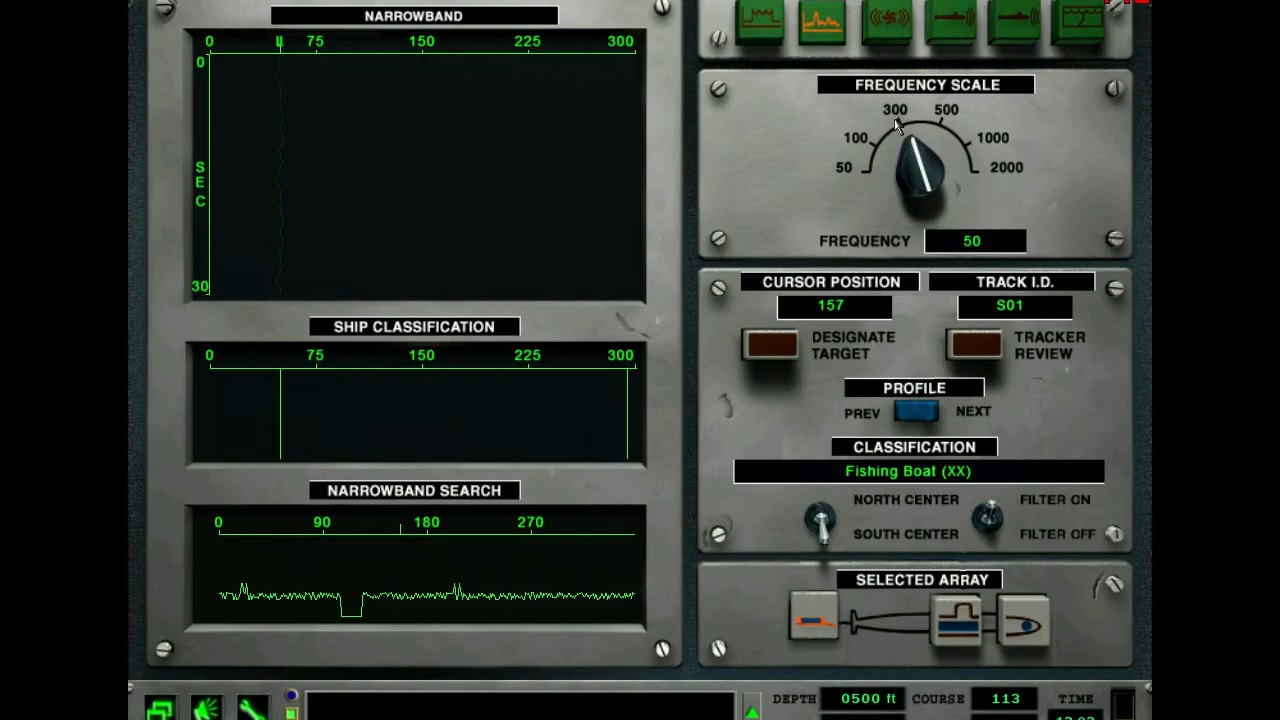 NARROWBAND
0 75 150 225 300
0
SEC
30
SHIP CLASSIFICATION
0 75 150 225 300
NARROWBAND SEARCH
0 90 180 270
FREQUENCY SCALE
300 500
100 1000
50 2000
FREQUENCY 50
CURSOR POSITION TRACK I.D.
157 S01
DESIGNATE TARGET TRACKER REVIEW
PROFILE
PREV NEXT
CLASSIFICATION
Fishing Boat (XX)
NORTH CENTER FILTER ON
SOUTH CENTER FILTER OFF
SELECTED ARRAY
DEPTH 0500 ft COURSE 113 TIME